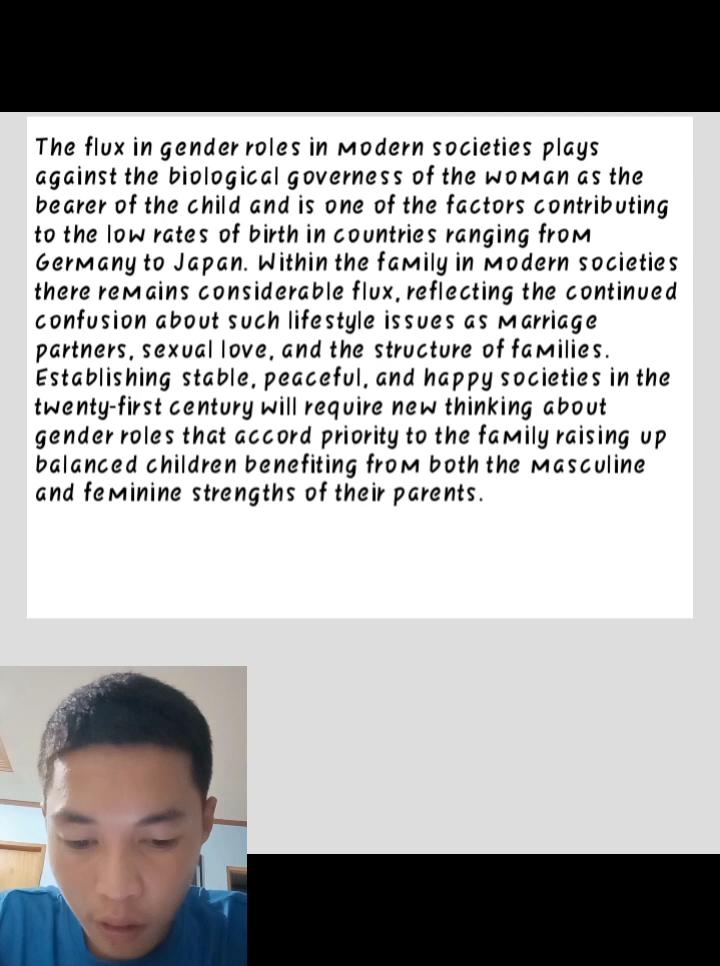 The flux in gender roles in modern societies plays
against the biological governess of the woman as the
bearer of the child and is one of the factors contributing
to the low rates of birth in countries ranging from
Germany to Japan. Within the family in modern societies
there remains considerable flux, reflecting the continued
confusion about such lifestyle issues as marriage
partners, sexual love, and the structure of families.
Establishing stable, peaceful, and happy societies in the
twenty-first century will require new thinking about
gender roles that accord priority to the family raising up
balanced children benefiting from both the masculine
and feminine strengths of their parents.